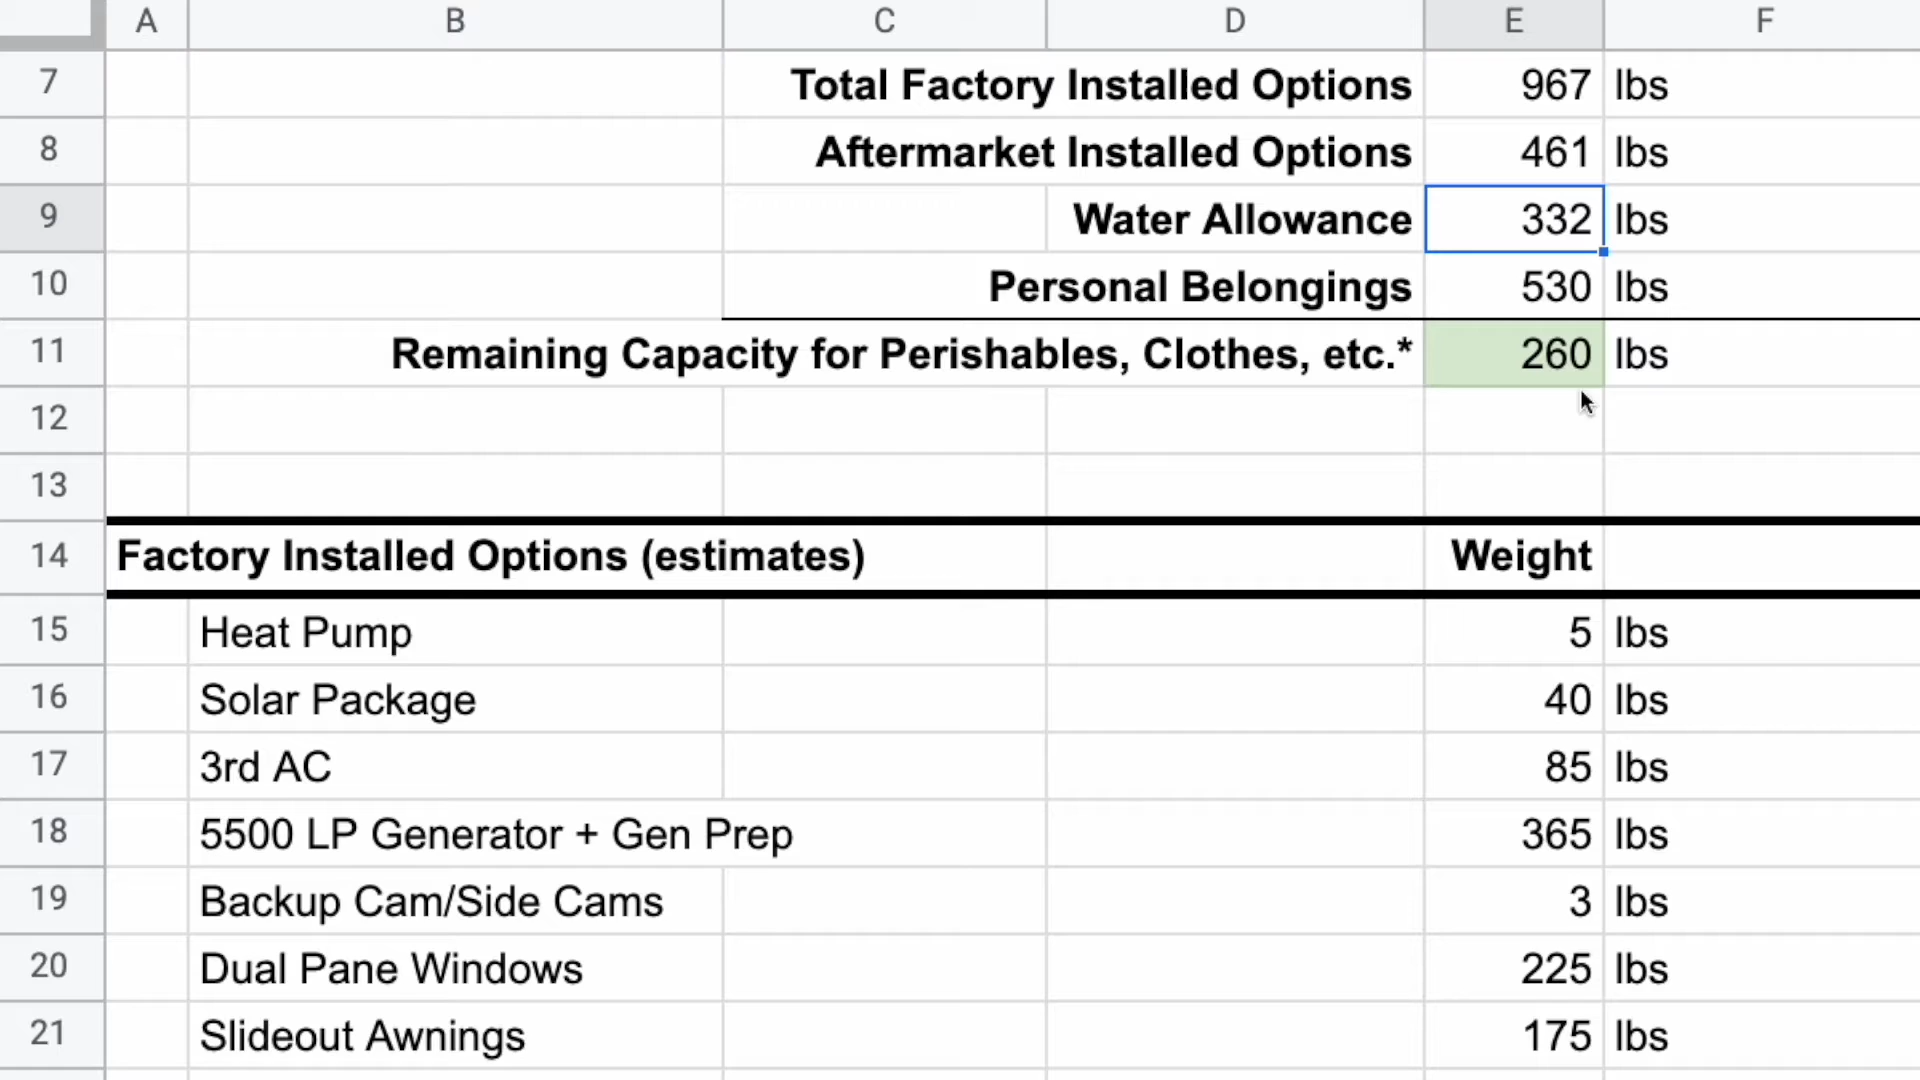 A B C D E F
7 Total Factory Installed Options 967 lbs
8 Aftermarket Installed Options 461 lbs
9 Water Allowance 332 lbs
10 Personal Belongings 530 lbs
11 Remaining Capacity for Perishables, Clothes, etc.* 260 lbs
12
13
14 Factory Installed Options (estimates) Weight
15 Heat Pump 5 lbs
16 Solar Package 40 lbs
17 3rd AC 85 lbs
18 5500 LP Generator + Gen Prep 365 lbs
19 Backup Cam/Side Cams 3 lbs
20 Dual Pane Windows 225 lbs
21 Slideout Awnings 175 lbs